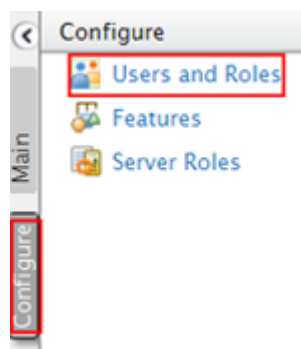 Configure
Users and Roles
Features
Server Roles
Main
Configure